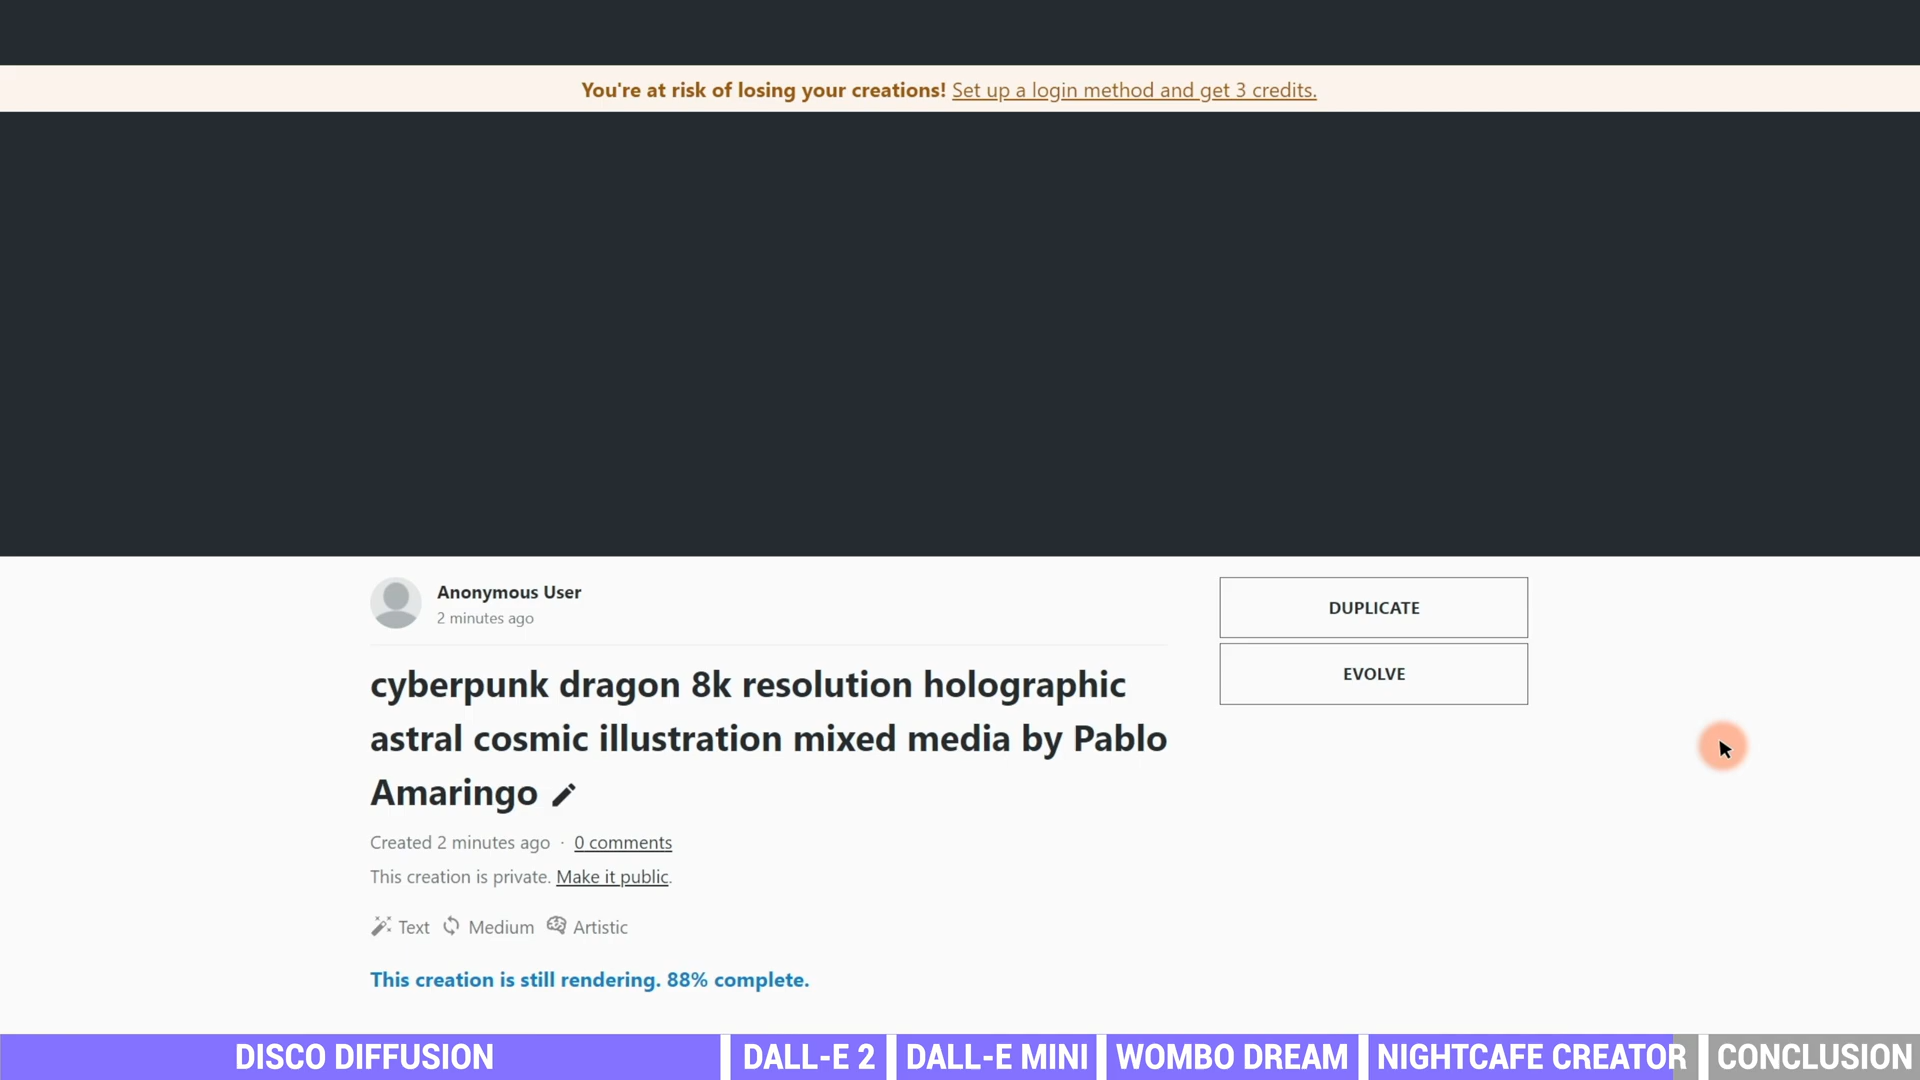 You're at risk of losing your creations! Set up a login method and get 3 credits.
Anonymous User
2 minutes ago
DUPLICATE
EVOLVE
cyberpunk dragon 8k resolution holographic
astral cosmic illustration mixed media by Pablo
Amaringo
Created 2 minutes ago · 0 comments
This creation is private. Make it public.
Text Medium Artistic
This creation is still rendering. 88% complete.
DISCO DIFFUSION DALL-E 2 DALL-E MINI WOMBO DREAM NIGHTCAFE CREATOR CONCLUSION